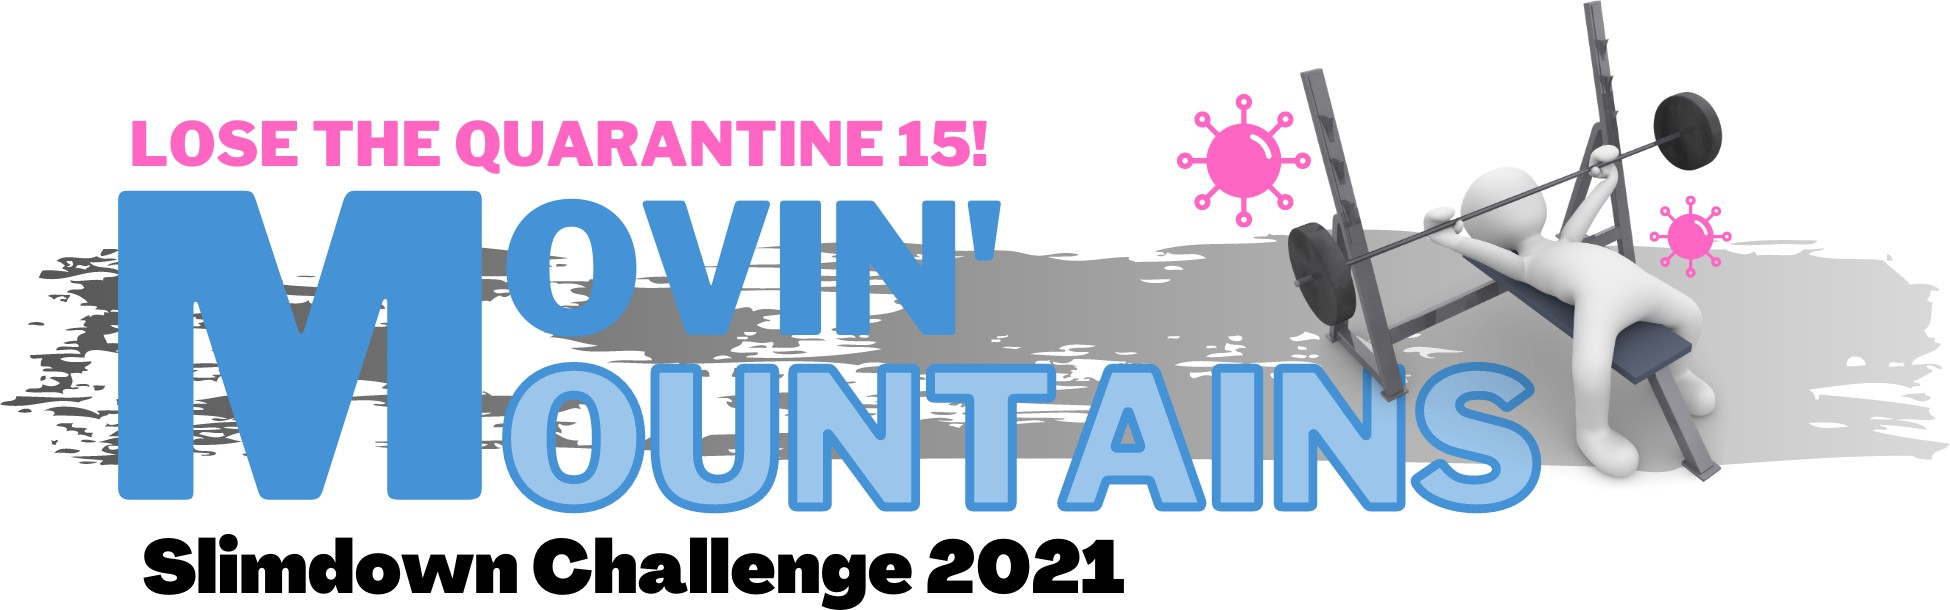 LOSE THE QUARANTINE 15!
MOVIN'
MOUNTAINS
Slimdown Challenge 2021